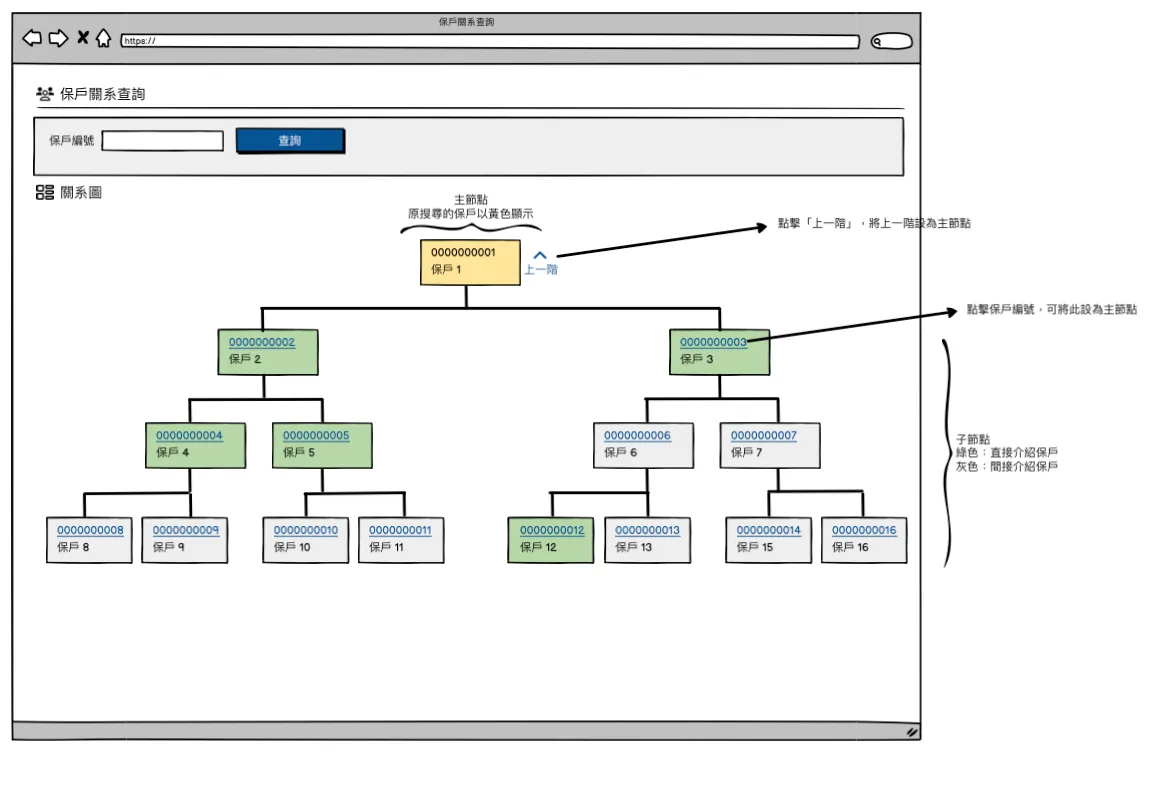 保戶關系查詢
https://
保戶關系查詢
保戶編號
查詢
關系圖
主節點
原搜尋的保戶以黃色顯示
點擊「上一階」，將上一階設為主節點
0000000001
保戶 1
上一階
點擊保戶編號，可將此設為主節點
0000000002
保戶 2
0000000003
保戶 3
0000000004
保戶 4
0000000005
保戶 5
0000000006
保戶 6
0000000007
保戶 7
子節點
綠色：直接介紹保戶
灰色：間接介紹保戶
0000000008
保戶 8
0000000009
保戶 9
0000000010
保戶 10
0000000011
保戶 11
0000000012
保戶 12
0000000013
保戶 13
0000000014
保戶 15
0000000016
保戶 16